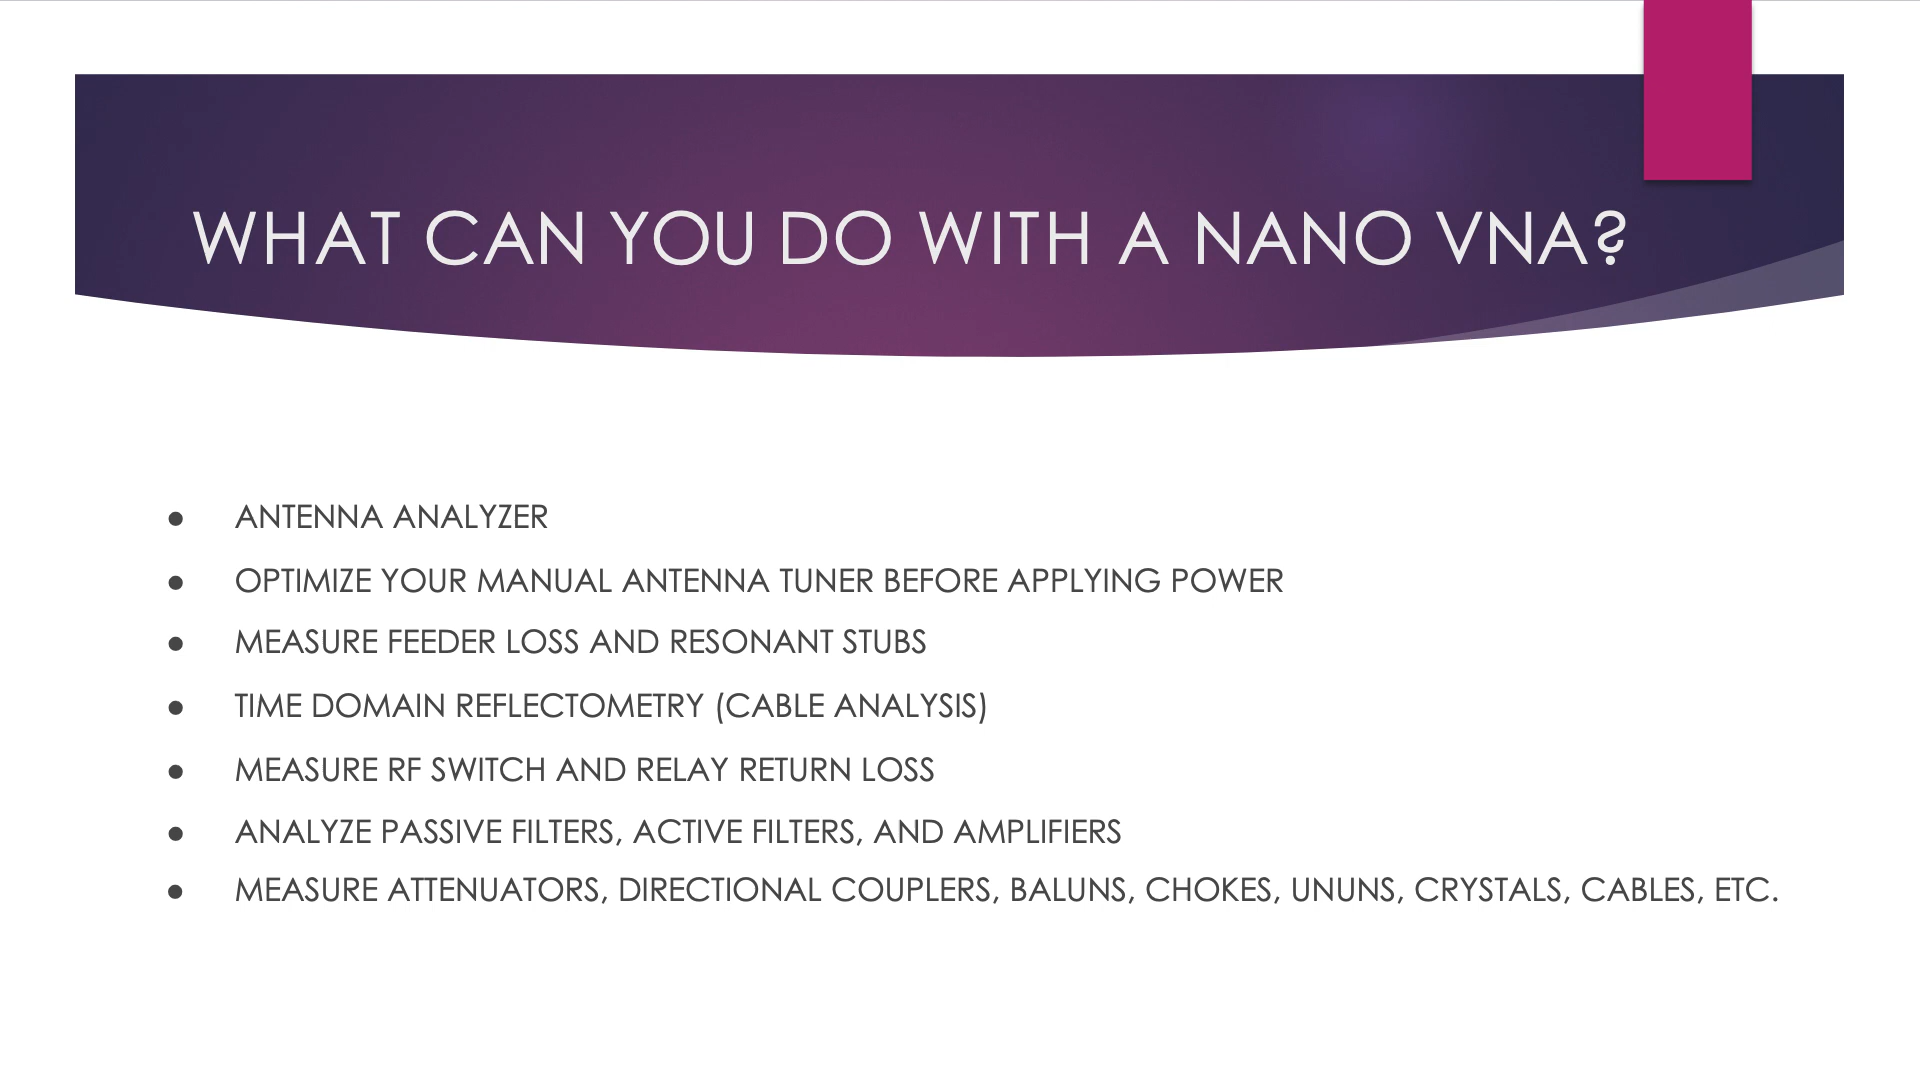 WHAT CAN YOU DO WITH A NANO VNA?
● ANTENNA ANALYZER
● OPTIMIZE YOUR MANUAL ANTENNA TUNER BEFORE APPLYING POWER
● MEASURE FEEDER LOSS AND RESONANT STUBS
● TIME DOMAIN REFLECTOMETRY (CABLE ANALYSIS)
● MEASURE RF SWITCH AND RELAY RETURN LOSS
● ANALYZE PASSIVE FILTERS, ACTIVE FILTERS, AND AMPLIFIERS
● MEASURE ATTENUATORS, DIRECTIONAL COUPLERS, BALUNS, CHOKES, UNUNS, CRYSTALS, CABLES, ETC.